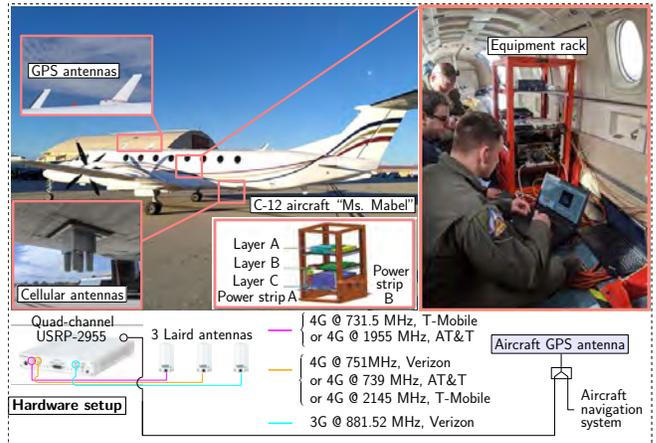 GPS antennas
Equipment rack
C-12 aircraft “Ms. Mabel”
Cellular antennas
Layer A
Layer B
Layer C
Power strip A
Power
strip
B
Quad-channel
USRP-2955
3 Laird antennas
4G @ 731.5 MHz, T-Mobile
or 4G @ 1955 MHz, AT&T
4G @ 751MHz, Verizon
or 4G @ 739 MHz, AT&T
or 4G @ 2145 MHz, T-Mobile
3G @ 881.52 MHz, Verizon
Aircraft GPS antenna
Aircraft
navigation
system
Hardware setup